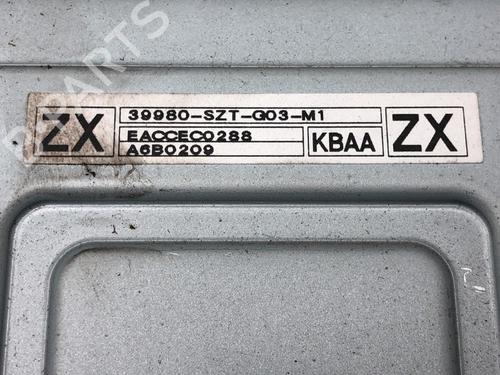 ZX
39980-SZT-G03-M1
EACCEC0288
A6B0209
KBAA
ZX